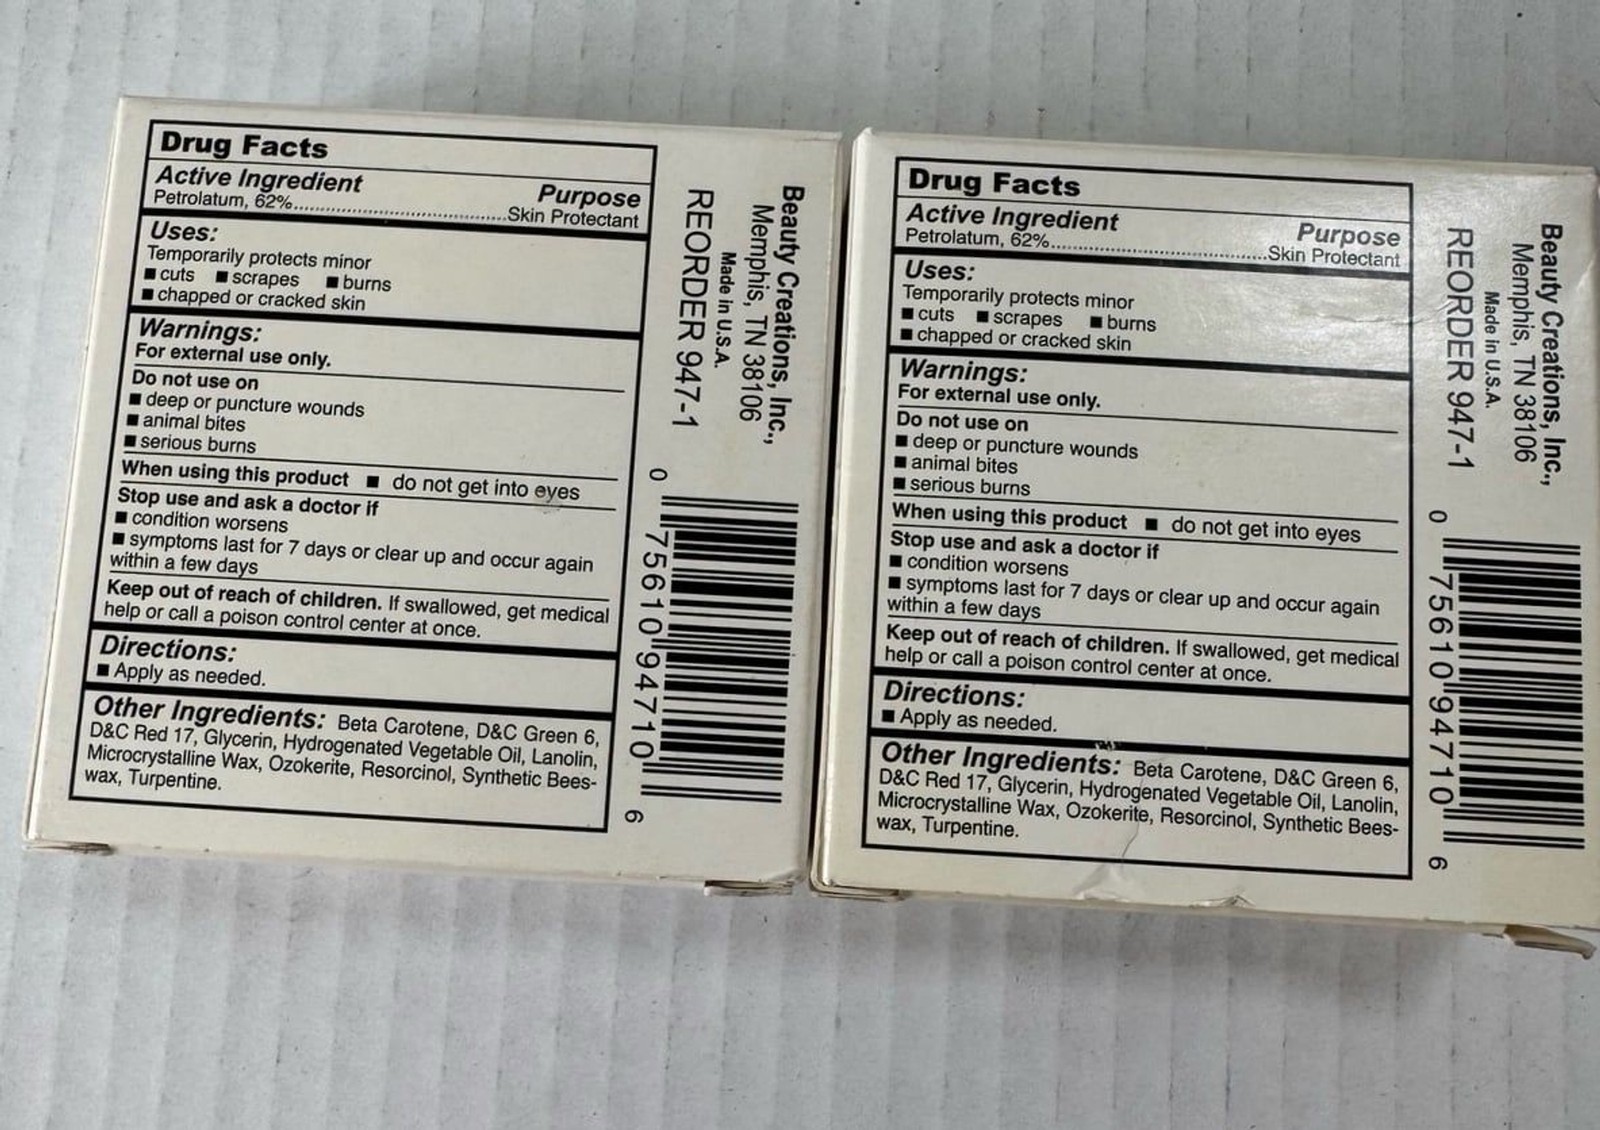 Drug Facts
Active Ingredient Purpose
Petrolatum, 62%..................................Skin Protectant
Uses:
Temporarily protects minor
■ cuts ■ scrapes ■ burns
■ chapped or cracked skin
Warnings:
For external use only.
Do not use on
■ deep or puncture wounds
■ animal bites
■ serious burns
When using this product ■ do not get into eyes
Stop use and ask a doctor if
■ condition worsens
■ symptoms last for 7 days or clear up and occur again
within a few days
Keep out of reach of children. If swallowed, get medical
help or call a poison control center at once.
Directions:
■ Apply as needed.
Other Ingredients: Beta Carotene, D&C Green 6,
D&C Red 17, Glycerin, Hydrogenated Vegetable Oil, Lanolin,
Microcrystalline Wax, Ozokerite, Resorcinol, Synthetic Bees-
wax, Turpentine.
Beauty Creations, Inc.,
Memphis, TN 38106
Made in U.S.A.
REORDER 947-1
0 75610 94710 6
Drug Facts
Active Ingredient Purpose
Petrolatum, 62%..................................Skin Protectant
Uses:
Temporarily protects minor
■ cuts ■ scrapes ■ burns
■ chapped or cracked skin
Warnings:
For external use only.
Do not use on
■ deep or puncture wounds
■ animal bites
■ serious burns
When using this product ■ do not get into eyes
Stop use and ask a doctor if
■ condition worsens
■ symptoms last for 7 days or clear up and occur again
within a few days
Keep out of reach of children. If swallowed, get medical
help or call a poison control center at once.
Directions:
■ Apply as needed.
Other Ingredients: Beta Carotene, D&C Green 6,
D&C Red 17, Glycerin, Hydrogenated Vegetable Oil, Lanolin,
Microcrystalline Wax, Ozokerite, Resorcinol, Synthetic Bees-
wax, Turpentine.
Beauty Creations, Inc.,
Memphis, TN 38106
Made in U.S.A.
REORDER 947-1
0 75610 94710 6